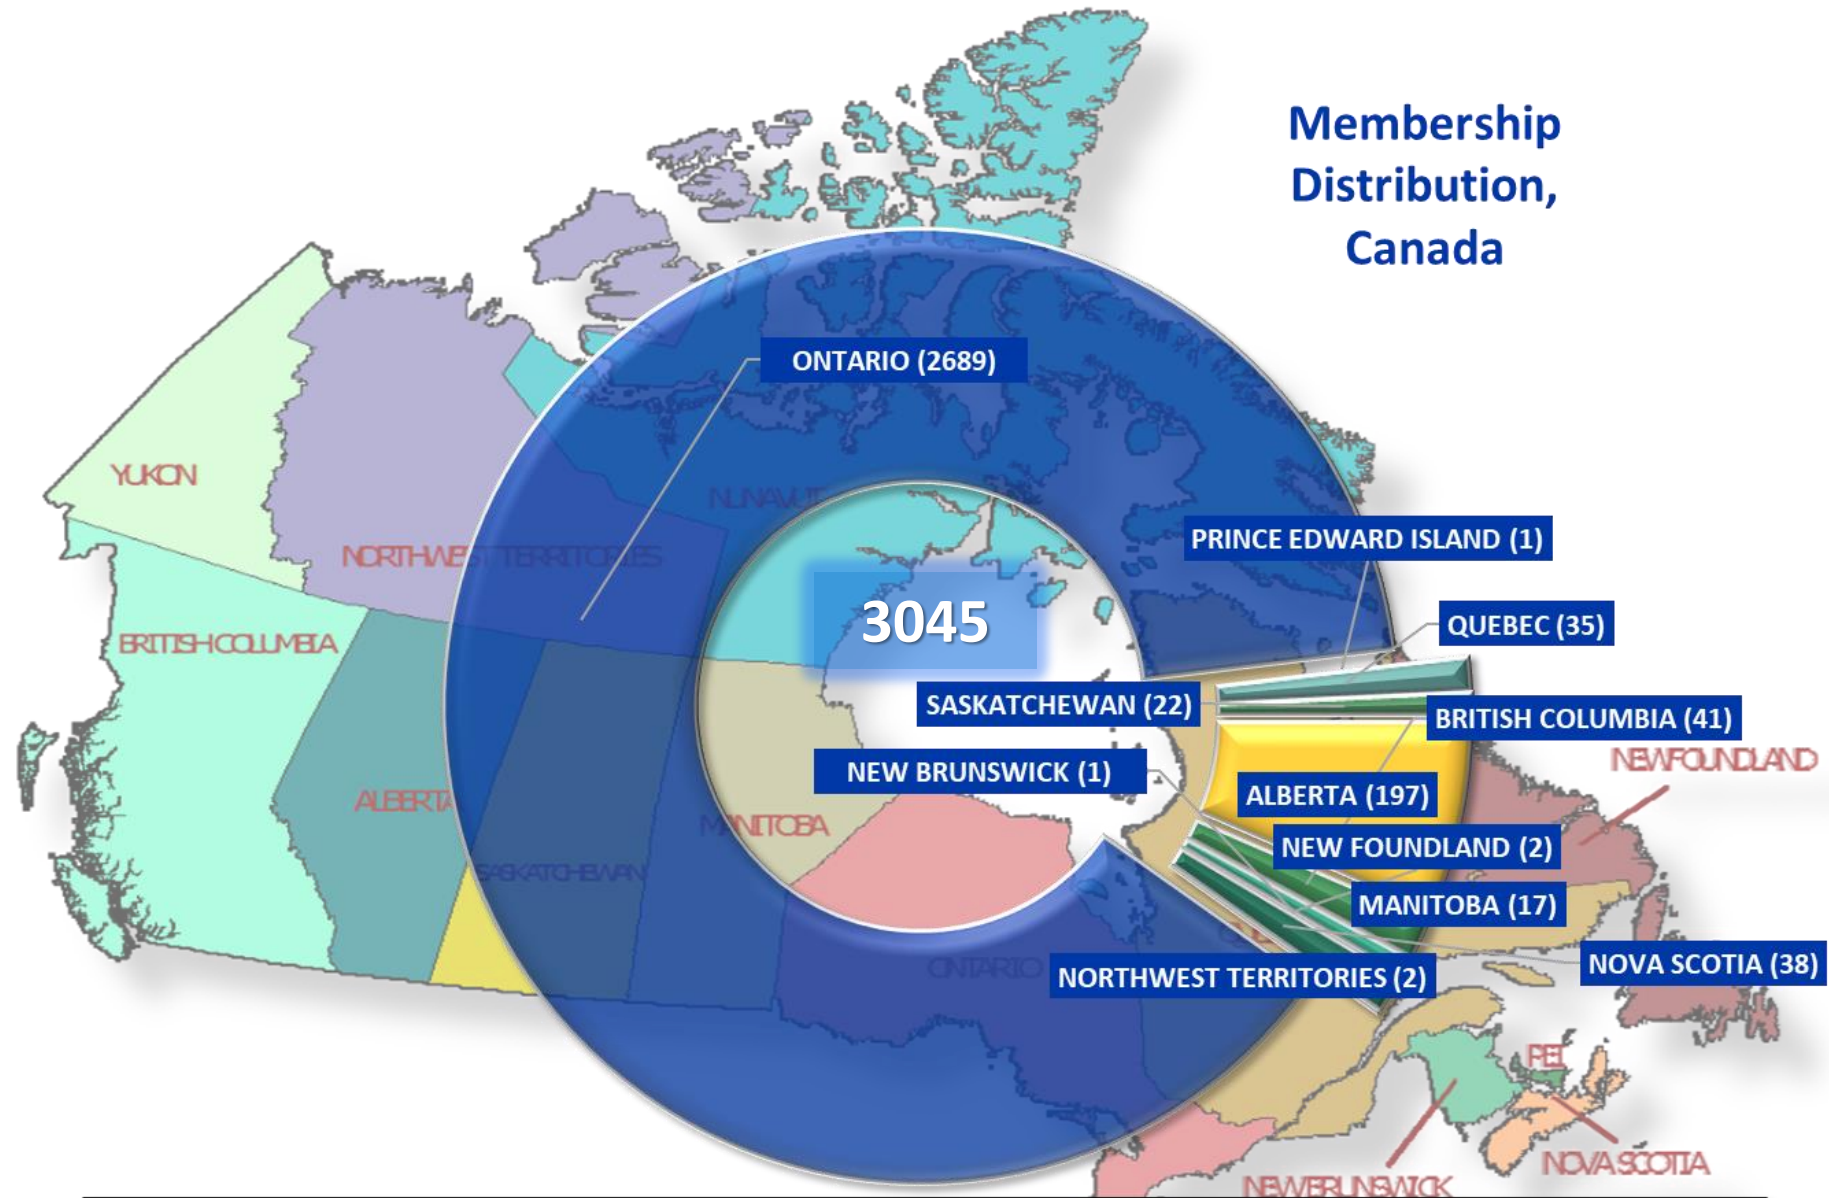 Membership
Distribution,
Canada
ONTARIO (2689)
YUKON
NUNAVUT
NORTHWEST TERRITORIES
PRINCE EDWARD ISLAND (1)
3045
QUEBEC (35)
BRITISH COLUMBIA
SASKATCHEWAN (22)
BRITISH COLUMBIA (41)
NEWFOUNDLAND
NEW BRUNSWICK (1)
ALBERTA
ALBERTA (197)
MANITOBA
NEW FOUNDLAND (2)
SASKATCHEWAN
MANITOBA (17)
ONTARIO
NOVA SCOTIA (38)
NORTHWEST TERRITORIES (2)
PEI
NOVA SCOTIA
NEW BRUNSWICK